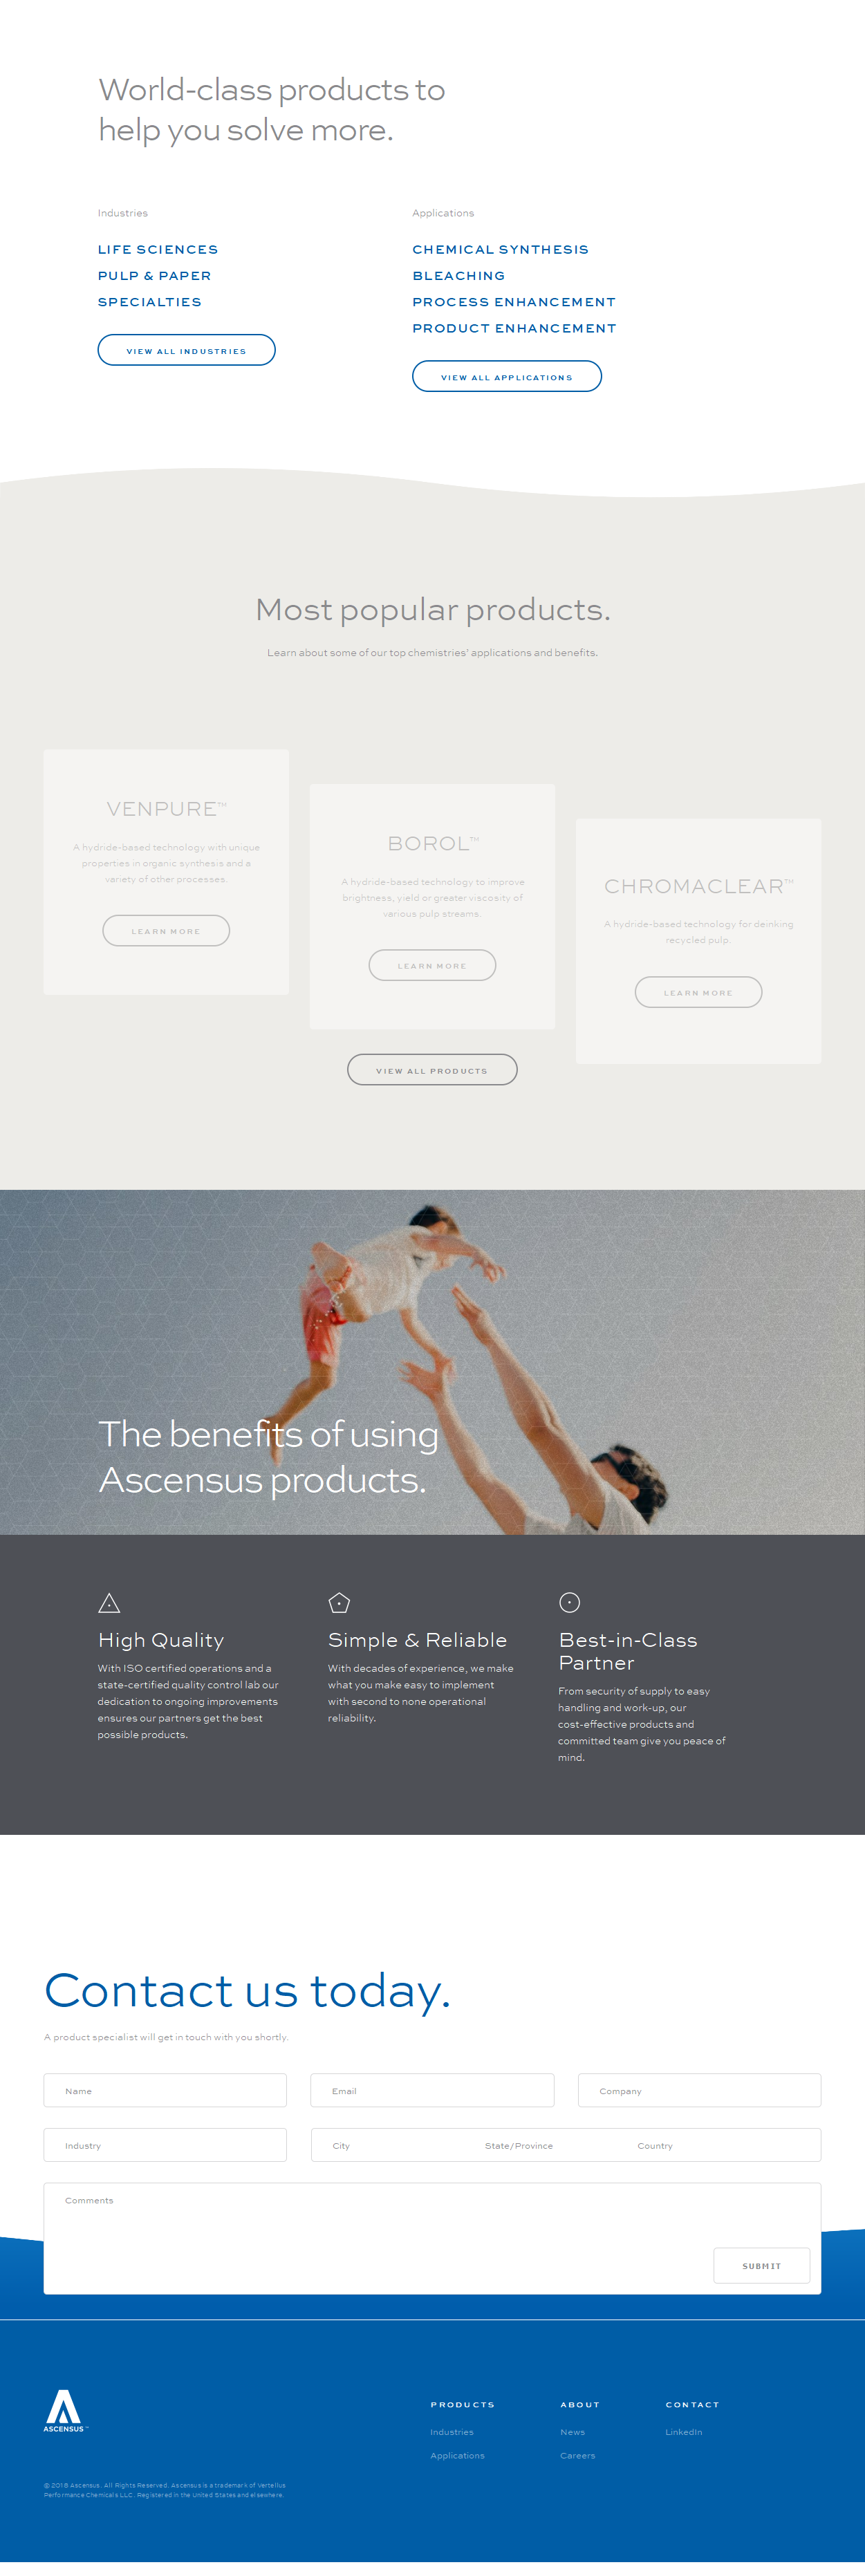 World-class products to
help you solve more.
Industries
LIFE SCIENCES
PULP & PAPER
SPECIALTIES
VIEW ALL INDUSTRIES
Applications
CHEMICAL SYNTHESIS
BLEACHING
PROCESS ENHANCEMENT
PRODUCT ENHANCEMENT
VIEW ALL APPLICATIONS
Most popular products.
Learn about some of our top chemistries' applications and benefits.
VENPURE™
A hydride-based technology with unique
properties in organic synthesis and a
variety of other processes.
LEARN MORE
BOROL™
A hydride-based technology to improve
brightness, yield or greater viscosity of
various pulp streams.
LEARN MORE
CHROMACLEAR™
A hydride-based technology for deinking
recycled pulp.
LEARN MORE
VIEW ALL PRODUCTS
The benefits of using
Ascensus products.
High Quality
With ISO certified operations and a
state-certified quality control lab our
dedication to ongoing improvements
ensures our partners get the best
possible products.
Simple & Reliable
With decades of experience, we make
what you make easy to implement
with second to none operational
reliability.
Best-in-Class
Partner
From security of supply to easy
handling and work-up, our
cost-effective products and
committed team give you peace of
mind.
Contact us today.
A product specialist will get in touch with you shortly.
Name
Email
Company
Industry
City
State/Province
Country
Comments
SUBMIT
ASCENSUS™
PRODUCTS
Industries
Applications
ABOUT
News
Careers
CONTACT
LinkedIn
© 2018 Ascensus. All Rights Reserved. Ascensus is a trademark of Vertellus
Performance Chemicals LLC. Registered in the United States and elsewhere.